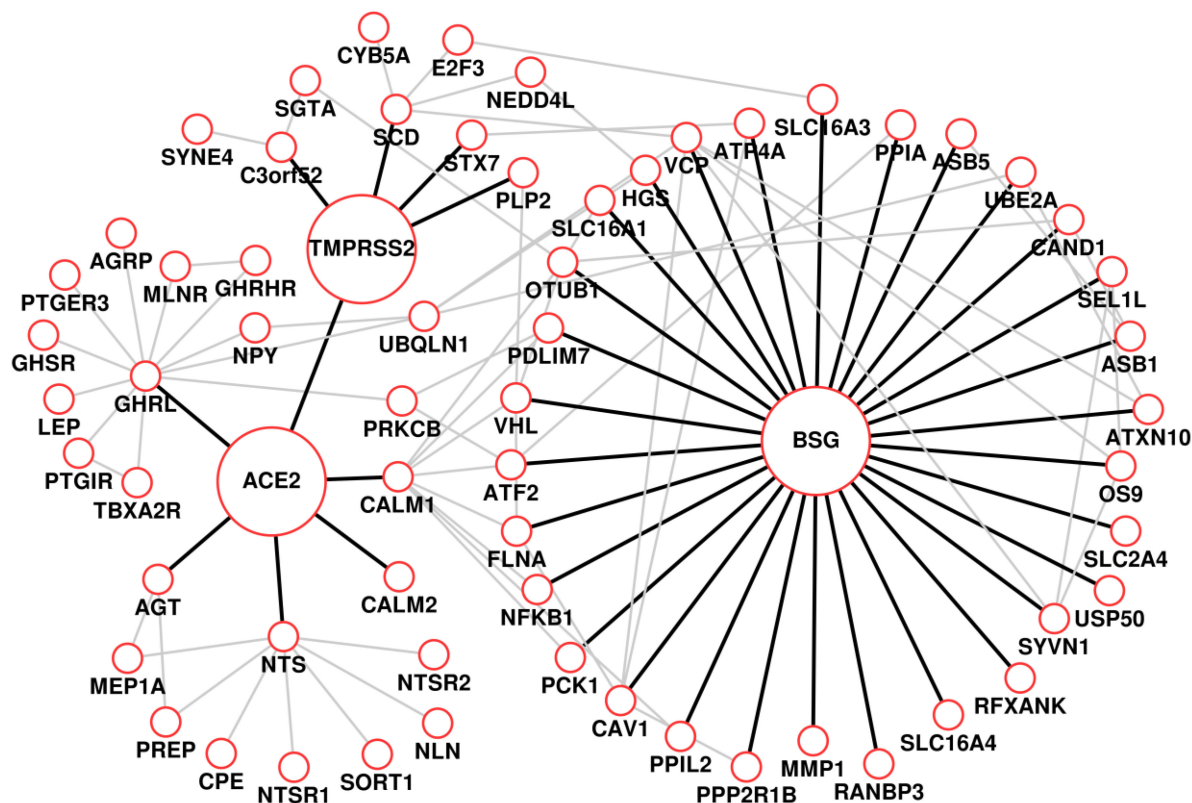 CYB5A
E2F3
SGTA
NEDD4L
SCD
SLC16A3
SYNE4
C3orf52
STX7
VCP
ATP4A
PPIA
ASB5
PLP2
HGS
UBE2A
SLC16A1
TMPRSS2
CAND1
AGRP
MLNR
GHRHR
OTUB1
SEL1L
PTGER3
NPY
UBQLN1
PDLIM7
GHSR
ASB1
GHRL
LEP
PRKCB
VHL
BSG
ATXN10
PTGIR
TBXA2R
ACE2
CALM1
ATF2
OS9
FLNA
SLC2A4
AGT
CALM2
NFKB1
USP50
SYVN1
MEP1A
NTS
NTSR2
PCK1
RFXANK
PREP
NLN
CAV1
SLC16A4
CPE
NTSR1
SORT1
PPIL2
PPP2R1B
MMP1
RANBP3